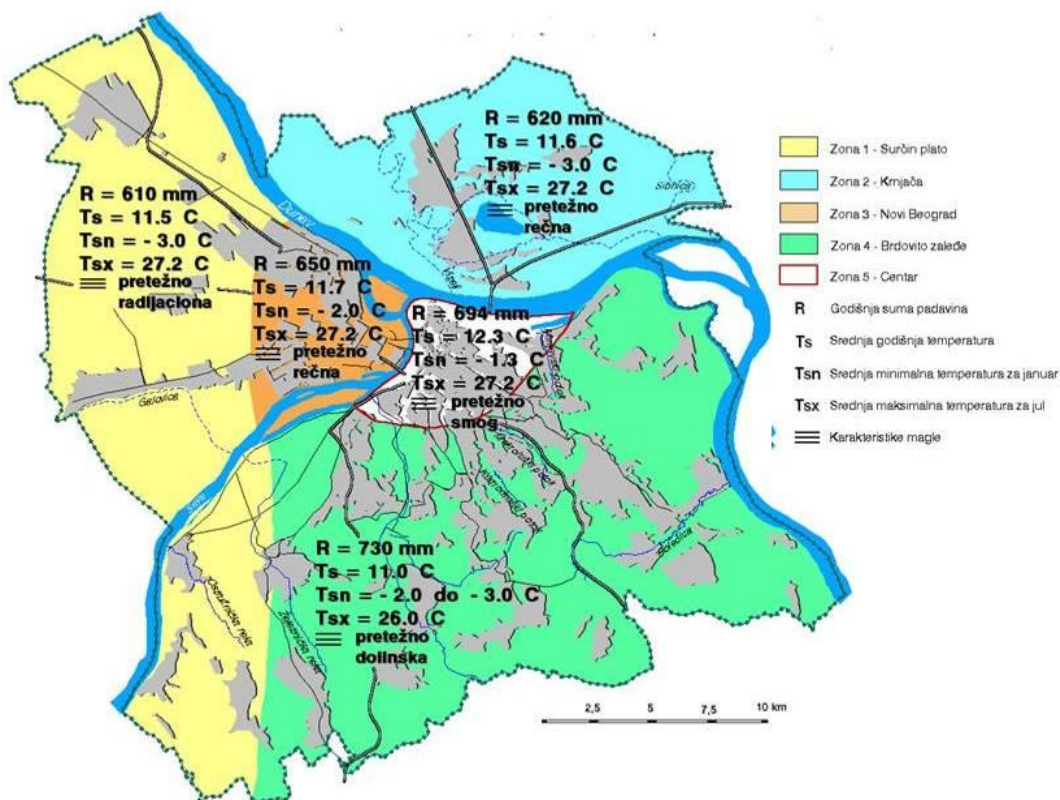 R = 620 mm
Ts = 11.6 C
Tsn = - 3.0 C
Tsx = 27.2 C
pretežno
rečna
Sibnica
R = 610 mm
Ts = 11.5 C
Tsn = - 3.0 C
Tsx = 27.2 C
pretežno
radijaciona
Dunav
Vizelj
R = 650 mm
Ts = 11.7 C
Tsn = - 2.0 C
Tsx = 27.2 C
pretežno
rečna
R = 694 mm
Ts = 12.3 C
Tsn = - 1.3 C
Tsx = 27.2 C
pretežno
smog
Galovica
Sava
potok
R = 730 mm
Ts = 11.0 C
Tsn = - 2.0 do - 3.0 C
Tsx = 26.0 C
pretežno
dolinska
Železnička reka
Zona 1 - Surčin plato
Zona 2 - Krnjača
Zona 3 - Novi Beograd
Zona 4 - Brdovito zaleđe
Zona 5 - Centar
R Godišnja suma padavina
Ts Srednja godišnja temperatura
Tsn Srednja minimalna temperatura za januar
Tsx Srednja maksimalna temperatura za jul
Karakteristike magle
2,5 5 7,5 10 km